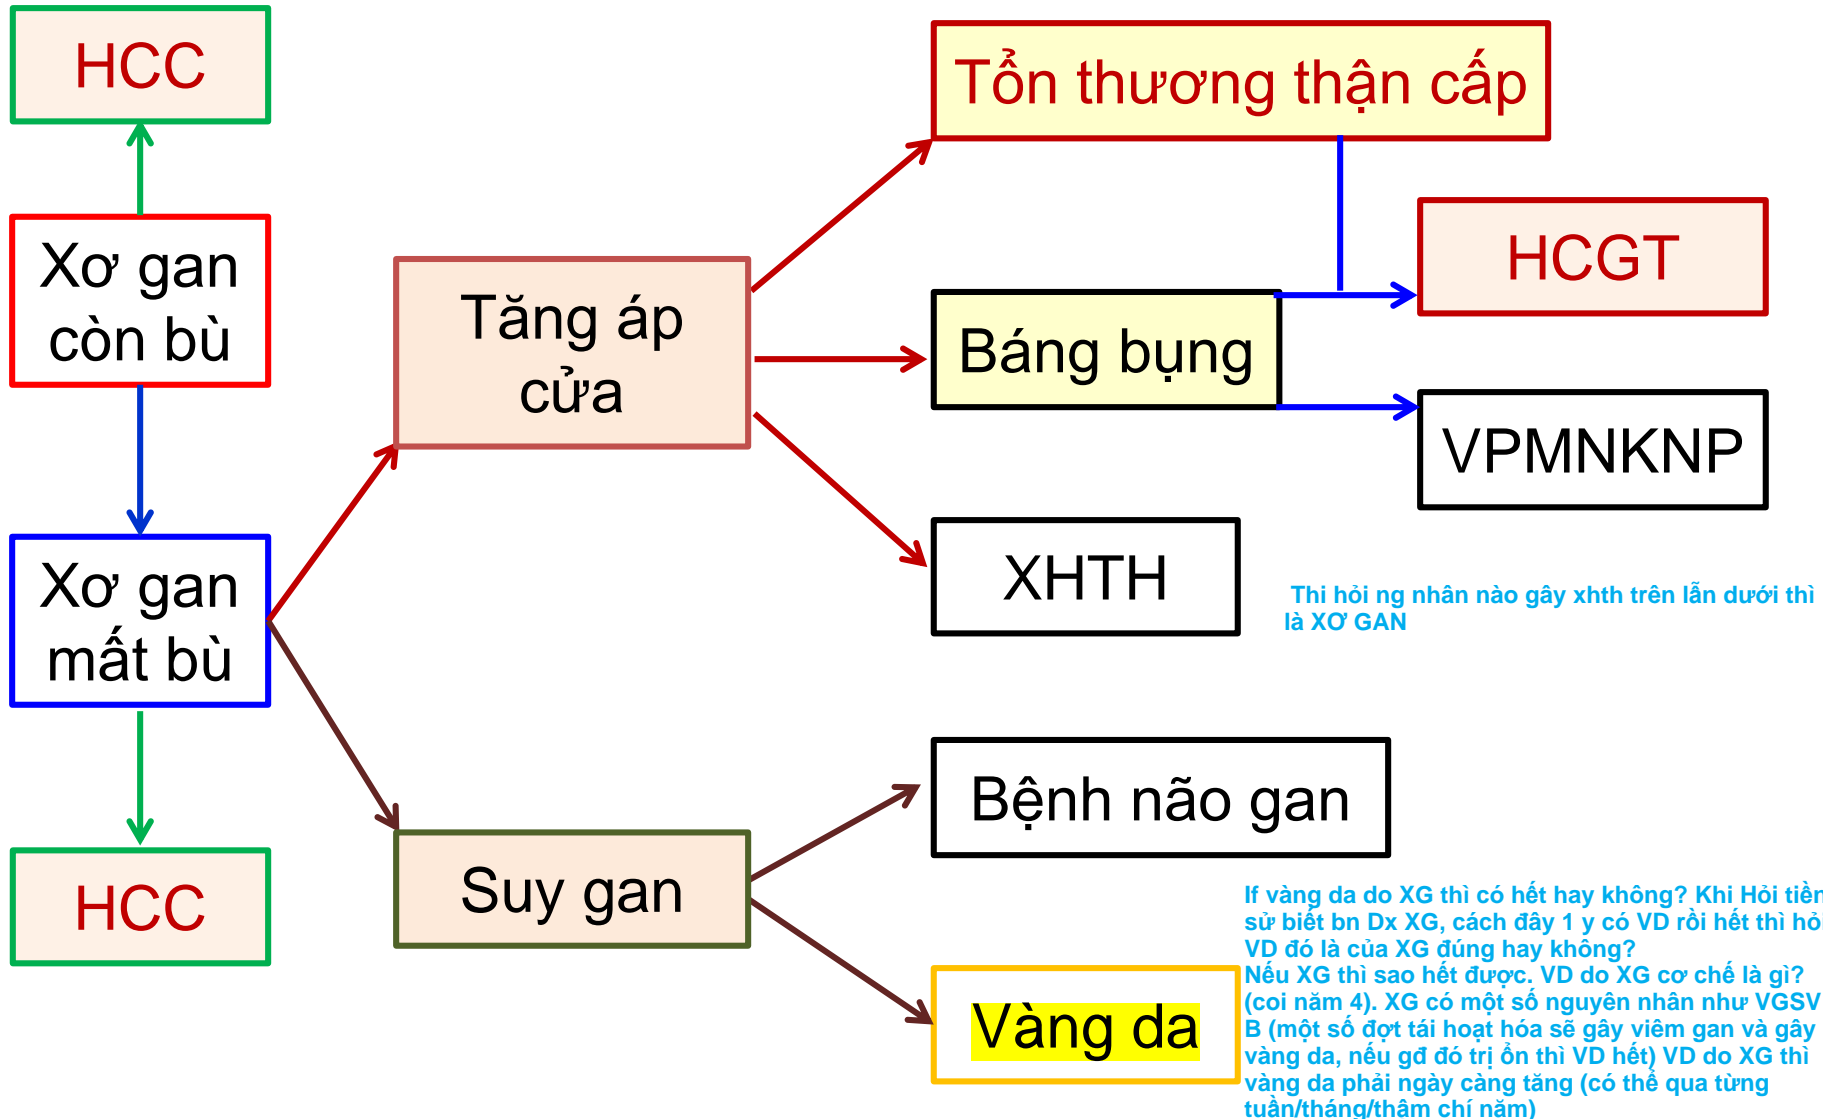 HCC
Xơ gan
còn bù
Xơ gan
mất bù
HCC
Tăng áp
cửa
Suy gan
Tổn thương thận cấp
HCGT
Báng bụng
VPMNKNP
XHTH
Thi hỏi ng nhân nào gây xhth trên lẫn dưới thì
là XƠ GAN
Bệnh não gan
Vàng da
If vàng da do XG thì có hết hay không? Khi Hỏi tiền
sử biết bn Dx XG, cách đây 1 y có VD rồi hết thì hỏ
VD đó là của XG đúng hay không?
Nếu XG thì sao hết được. VD do XG cơ chế là gì?
(coi năm 4). XG có một số nguyên nhân như VGSV
B (một số đợt tái hoạt hóa sẽ gây viêm gan và gây
vàng da, nếu gđ đó trị ổn thì VD hết) VD do XG thì
vàng da phải ngày càng tăng (có thể qua từng
tuần/tháng/thâm chí năm)